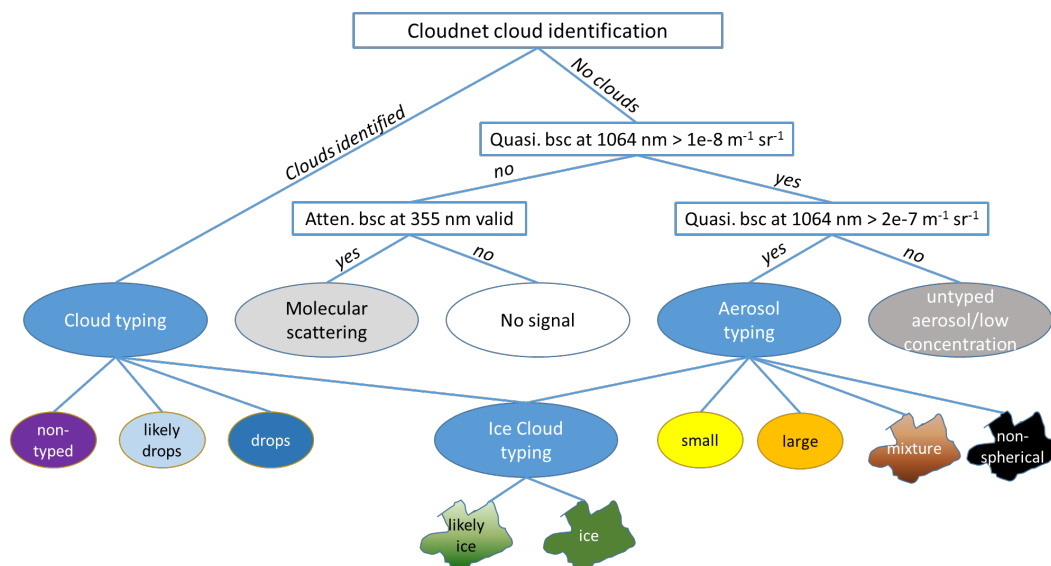 Cloudnet cloud identification
Clouds identified
No clouds
Quasi. bsc at 1064 nm > 1e-8 m⁻¹ sr⁻¹
no
yes
Atten. bsc at 355 nm valid
Quasi. bsc at 1064 nm > 2e-7 m⁻¹ sr⁻¹
yes
no
yes
no
Cloud typing
Molecular
scattering
No signal
Aerosol
typing
untyped
aerosol/low
concentration
non-
typed
likely
drops
drops
Ice Cloud
typing
small
large
mixture
non-
spherical
likely
ice
ice